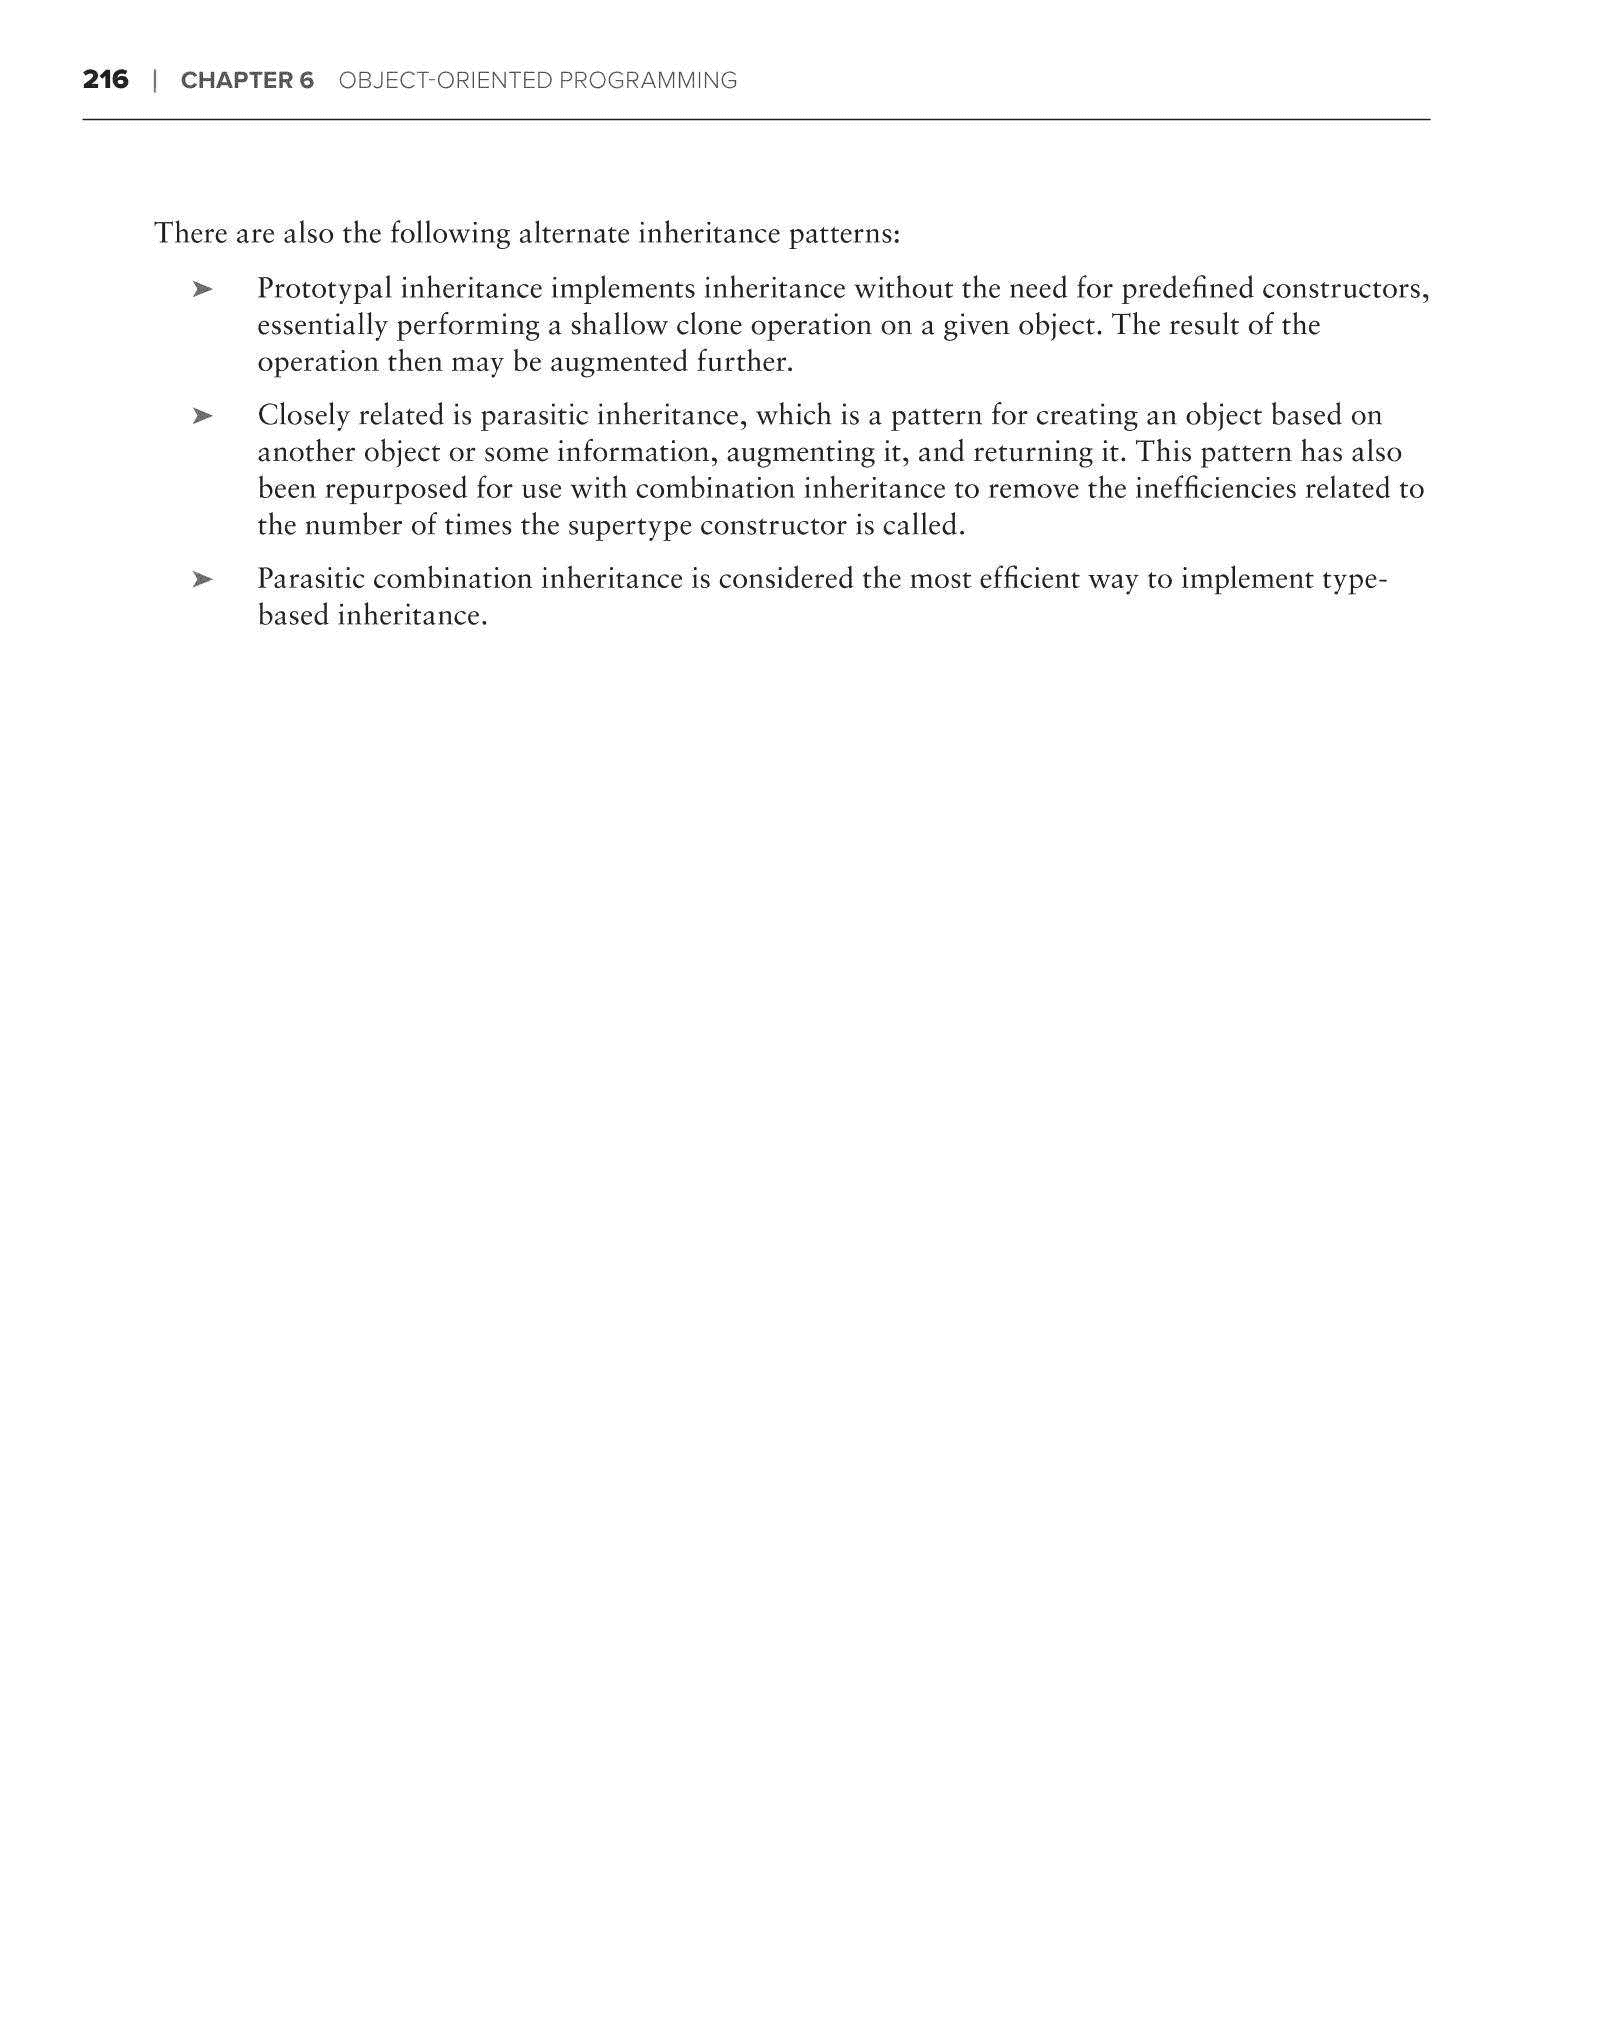 216 | CHAPTER 6 OBJECT-ORIENTED PROGRAMMING
There are also the following alternate inheritance patterns:
➤ Prototypal inheritance implements inheritance without the need for predefined constructors,
essentially performing a shallow clone operation on a given object. The result of the
operation then may be augmented further.
➤ Closely related is parasitic inheritance, which is a pattern for creating an object based on
another object or some information, augmenting it, and returning it. This pattern has also
been repurposed for use with combination inheritance to remove the inefficiencies related to
the number of times the supertype constructor is called.
➤ Parasitic combination inheritance is considered the most efficient way to implement type-
based inheritance.